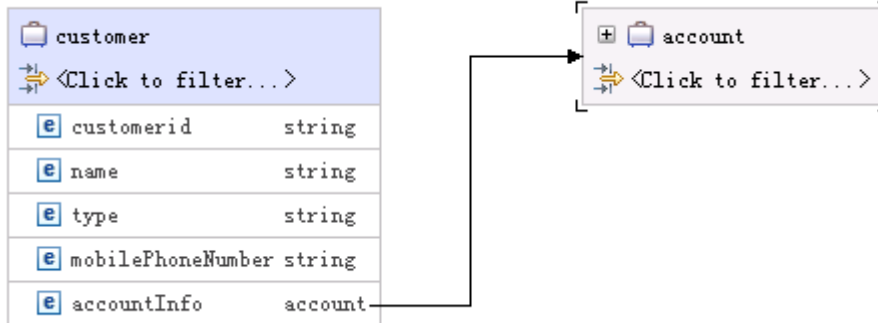 customer
<Click to filter...>
customerid string
name string
type string
mobilePhoneNumber string
accountInfo account
account
<Click to filter...>